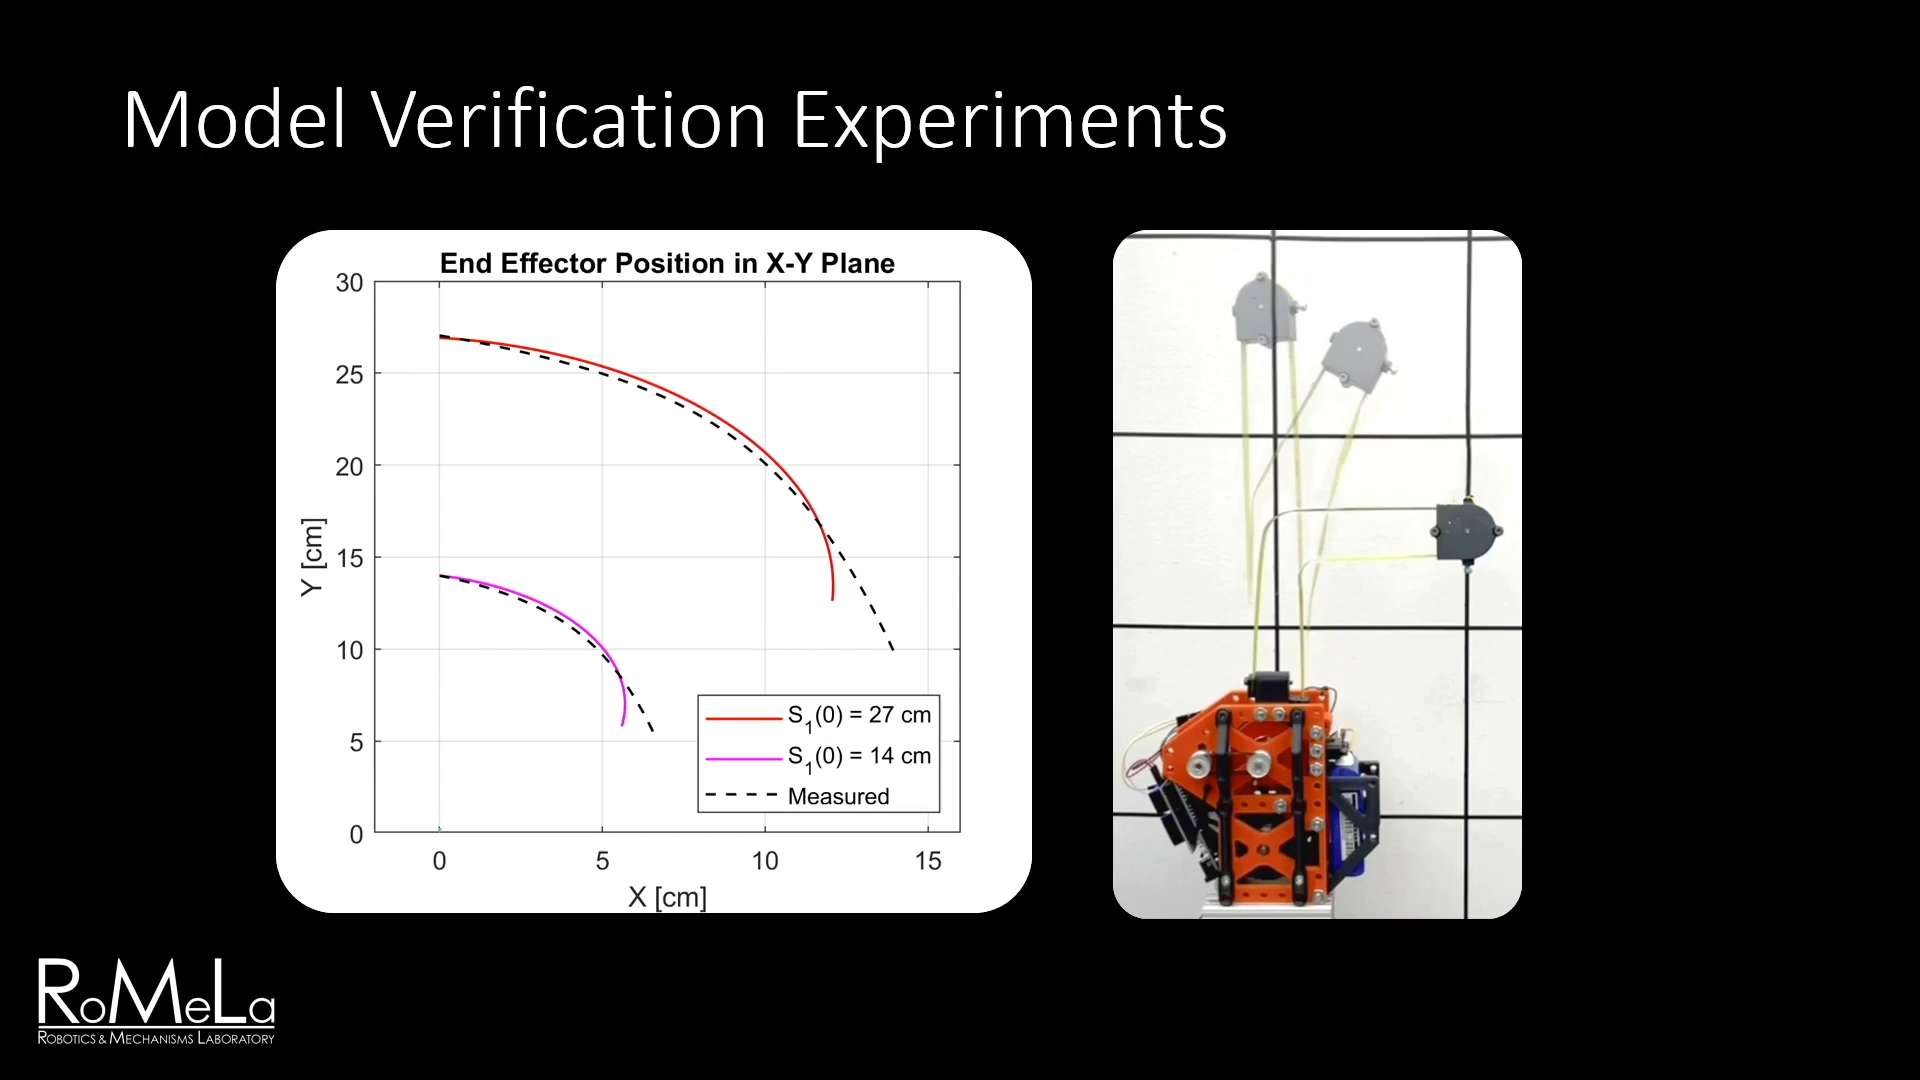 Model Verification Experiments
End Effector Position in X-Y Plane
30
25
20
15
10
5
0
Y [cm]
0 5 10 15
X [cm]
S1(0) = 27 cm
S1(0) = 14 cm
Measured
RoMeLa
ROBOTICS & MECHANISMS LABORATORY